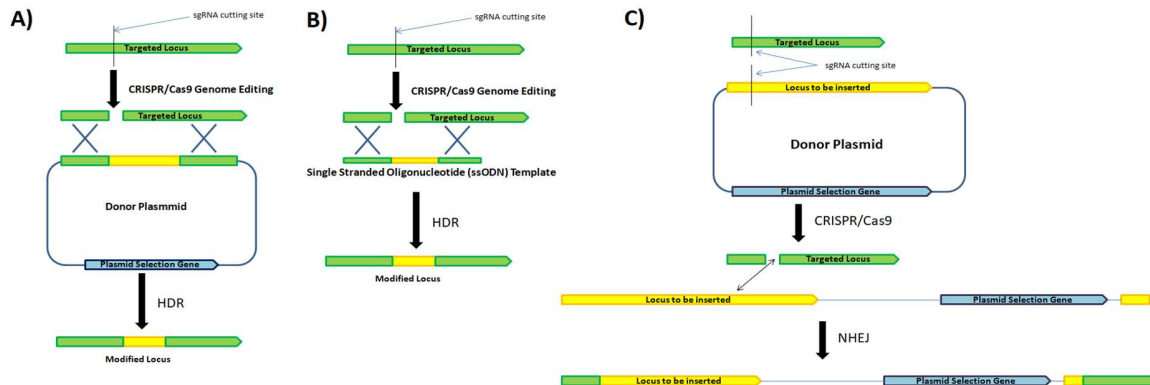 A)
sgRNA cutting site
Targeted Locus
CRISPR/Cas9 Genome Editing
Targeted Locus
Donor Plasmmid
Plasmid Selection Gene
HDR
Modified Locus
B)
sgRNA cutting site
Targeted Locus
CRISPR/Cas9 Genome Editing
Targeted Locus
Single Stranded Oligonucleotide (ssODN) Template
HDR
Modified Locus
C)
Targeted Locus
sgRNA cutting site
Locus to be inserted
Donor Plasmid
Plasmid Selection Gene
CRISPR/Cas9
Targeted Locus
Locus to be inserted
Plasmid Selection Gene
NHEJ
Locus to be inserted
Plasmid Selection Gene